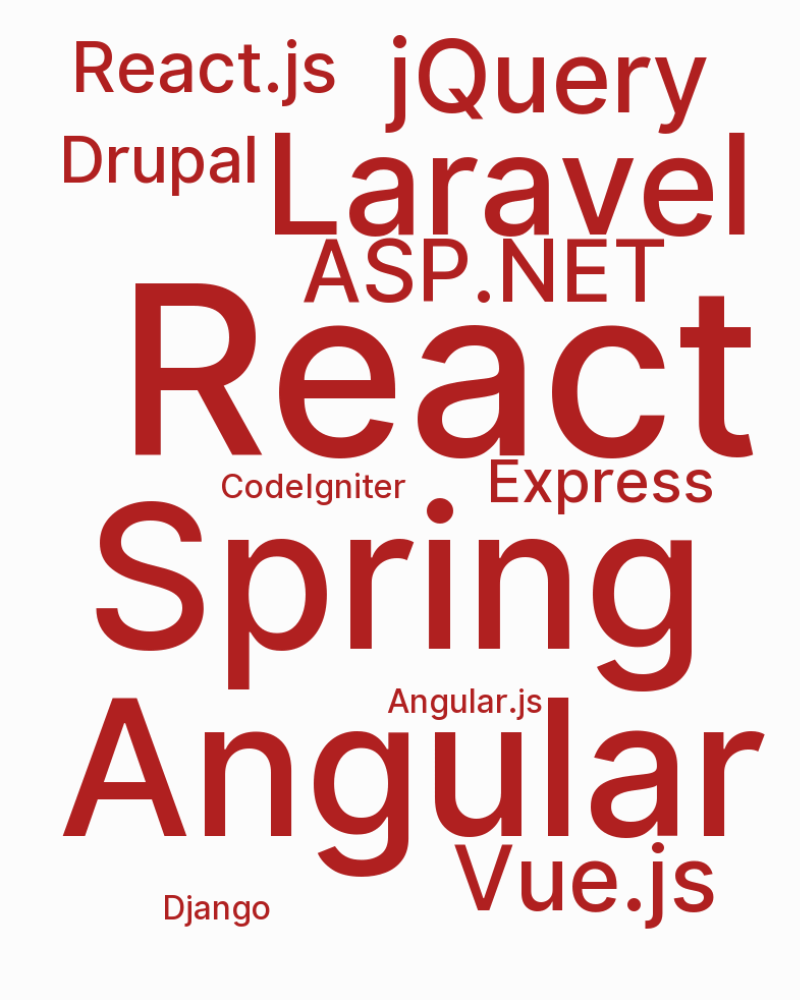 React.js jQuery
Drupal Laravel
ASP.NET
React
CodeIgniter Express
Spring
Angular.js
Angular
Vue.js
Django